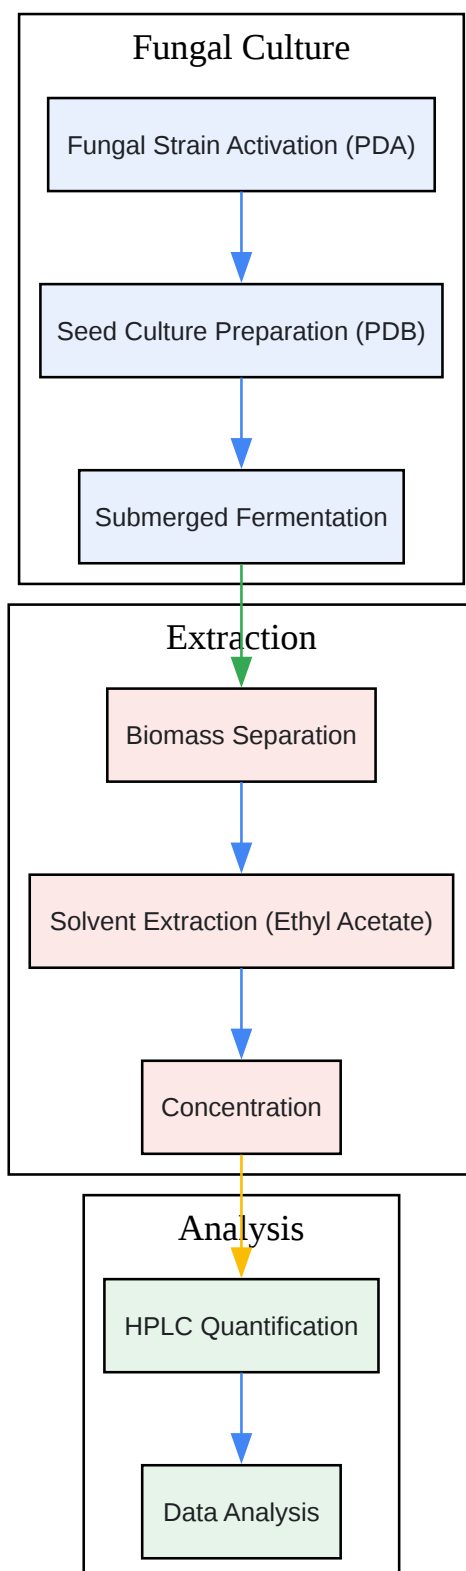 Fungal Culture
Fungal Strain Activation (PDA)
Seed Culture Preparation (PDB)
Submerged Fermentation
Extraction
Biomass Separation
Solvent Extraction (Ethyl Acetate)
Concentration
Analysis
HPLC Quantification
Data Analysis